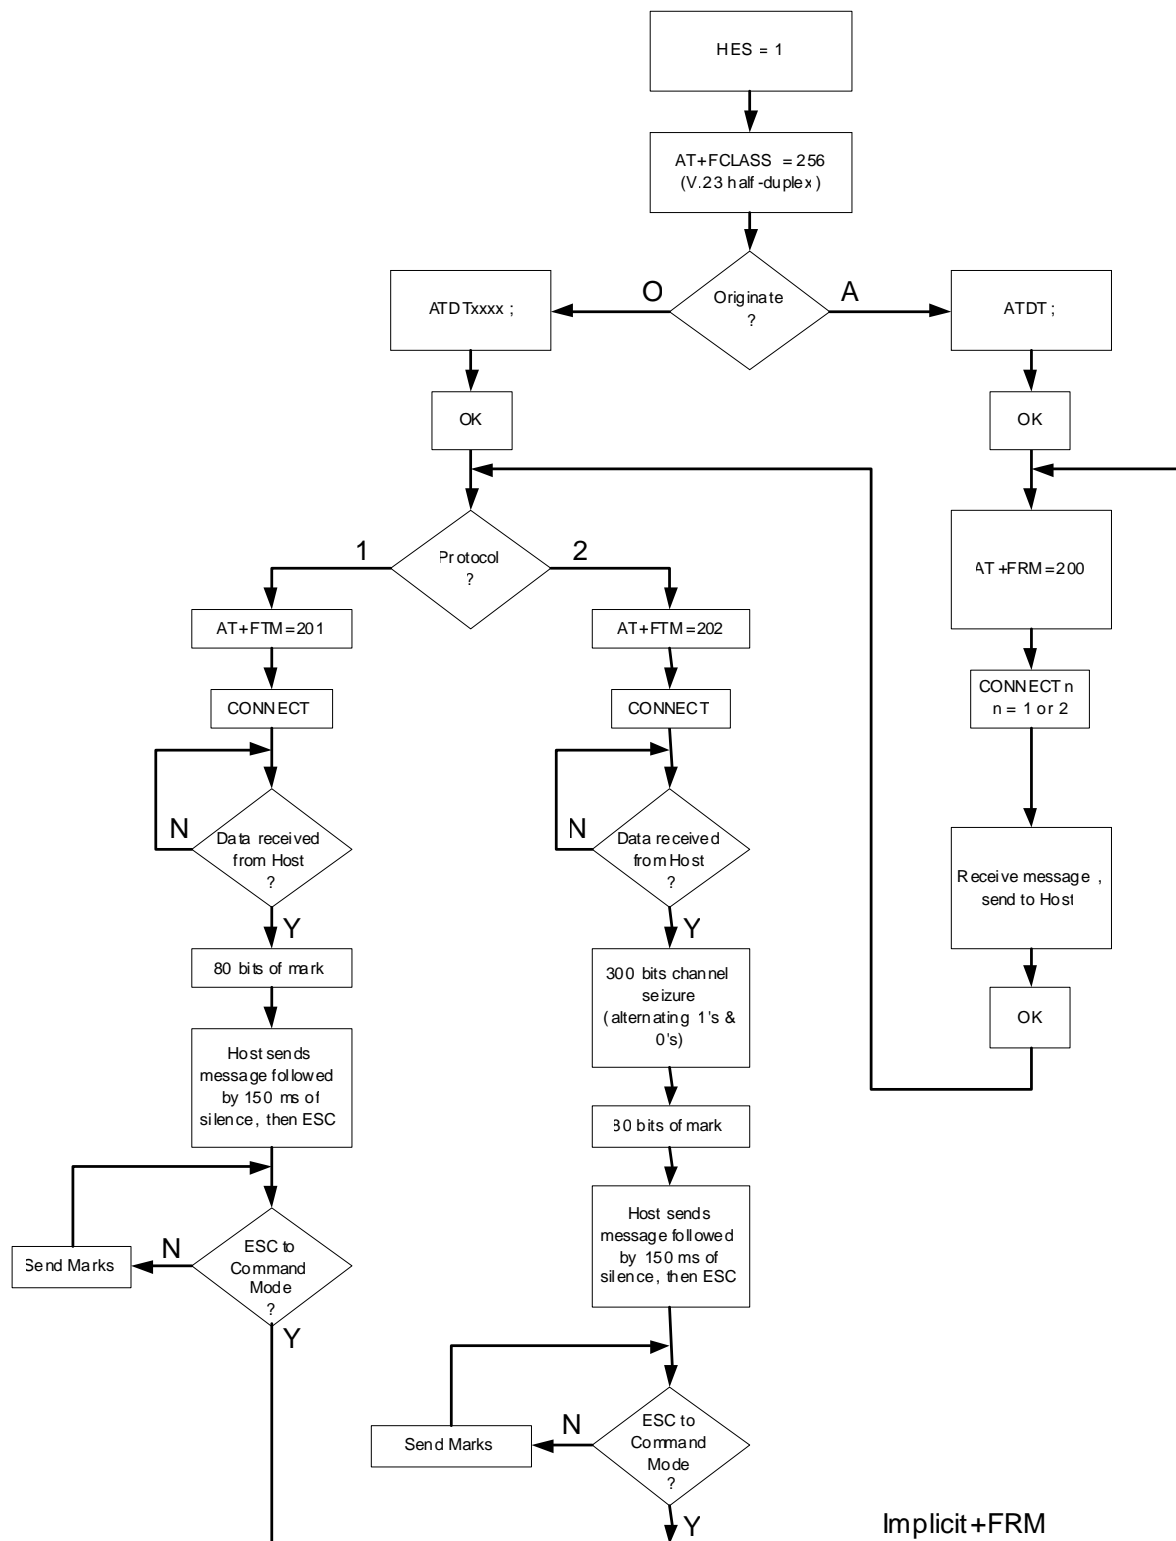 HES = 1
AT+FCLASS = 256
(V.23 half-duplex)
Originate
?
O
A
ATDTxxxx ;
ATDT ;
OK
OK
Protocol
?
1
2
AT+FTM=201
AT+FTM=202
AT+FRM=200
CONNECT
CONNECT
CONNECT n
n = 1 or 2
Data received
from Host
?
N
Y
Data received
from Host
?
N
Y
Receive message ,
send to Host
OK
80 bits of mark
300 bits channel
seizure
(alternating 1's &
0's)
Host sends
message followed
by 150 ms of
silence, then ESC
80 bits of mark
Host sends
message followed
by 150 ms of
silence, then ESC
ESC to
Command
Mode
?
N
Send Marks
Y
ESC to
Command
Mode
?
N
Send Marks
Y
Implicit+FRM